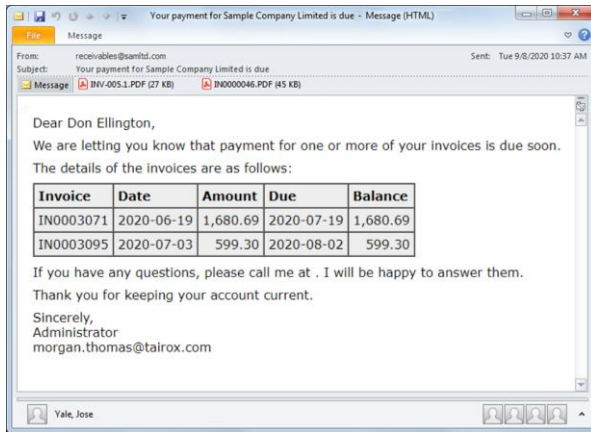 Your payment for Sample Company Limited is due - Message (HTML)
File Message
From: receivables@samltd.com Sent: Tue 9/8/2020 10:37 AM
Subject: Your payment for Sample Company Limited is due
Message INV-005.1.PDF (27 KB) IN0000046.PDF (45 KB)
Dear Don Ellington,
We are letting you know that payment for one or more of your invoices is due soon.
The details of the invoices are as follows:
Invoice Date Amount Due Balance
IN0003071 2020-06-19 1,680.69 2020-07-19 1,680.69
IN0003095 2020-07-03 599.30 2020-08-02 599.30
If you have any questions, please call me at . I will be happy to answer them.
Thank you for keeping your account current.
Sincerely,
Administrator
morgan.thomas@tairox.com
Yale, Jose